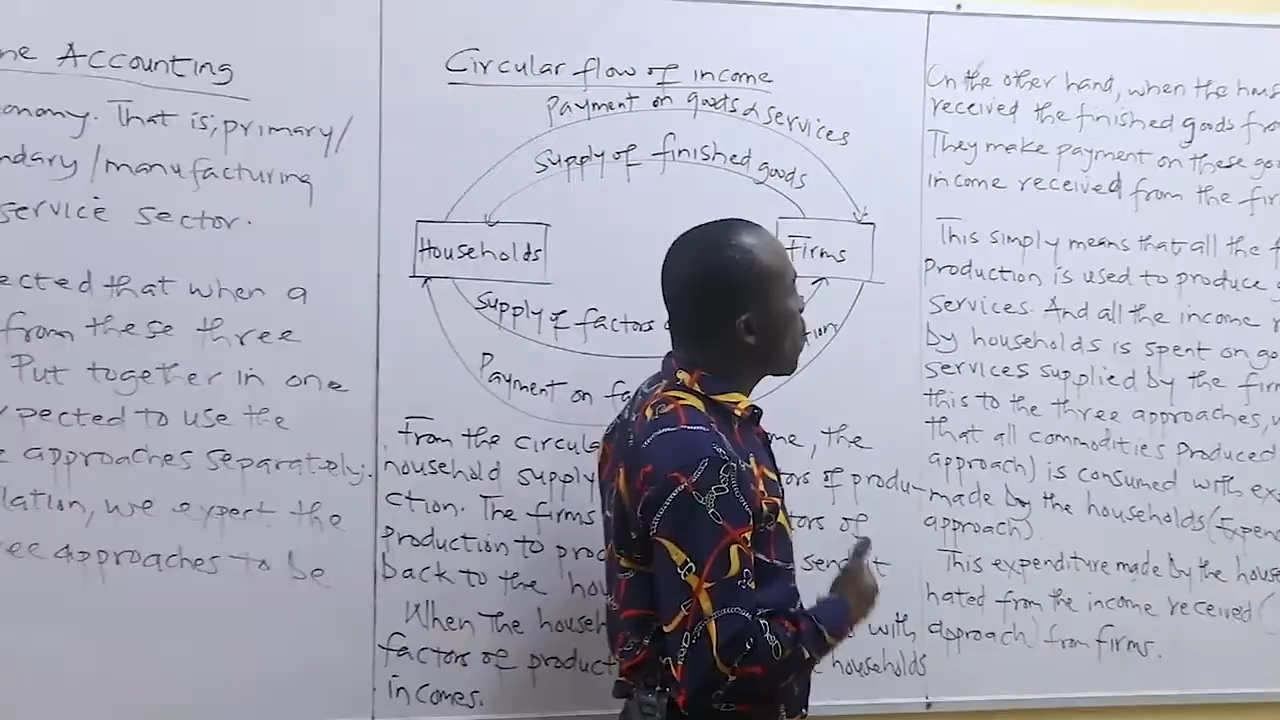 ne Accounting
onomy. That is, primary/
ndary/manufacturing
service sector.
ected that when a
from these three
Put together in one
pected to use the
approaches separately.
lation, we expect the
ee approaches to be
Circular flow of income
Payment on goods & services
Supply of finished goods
Households
Firms
Supply of factors
tion
Payment on fa
From the circula me, the
household supply tors of produ-
ction. The firms tors of
production to prod send it
back to the hou
When the househ with
factors of product households
incomes.
On the other hand, when the hous
received the finished goods fro
They make payment on these go
income received from the fir
This simply means that all the f
Production is used to produce
services. And all the income r
by households is spent on go
services supplied by the firm
this to the three approaches,
that all commodities produced
approach) is consumed with ex
made by the households (Expen
approach).
This expenditure made by the house
nated from the income received (
approach) from firms.